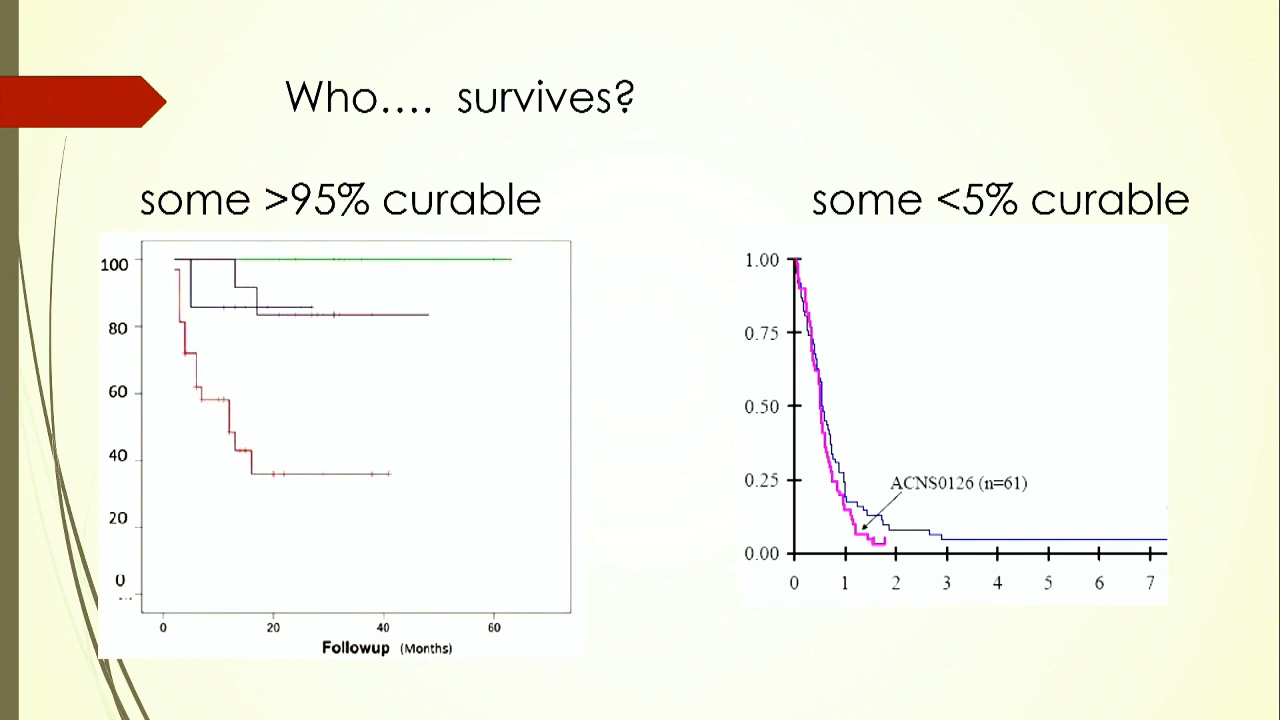 Who.... survives?
some >95% curable
some <5% curable
100
80
60
40
20
0
0 20 40 60
Followup (Months)
1.00
0.75
0.50
0.25
0.00
ACNS0126 (n=61)
0 1 2 3 4 5 6 7